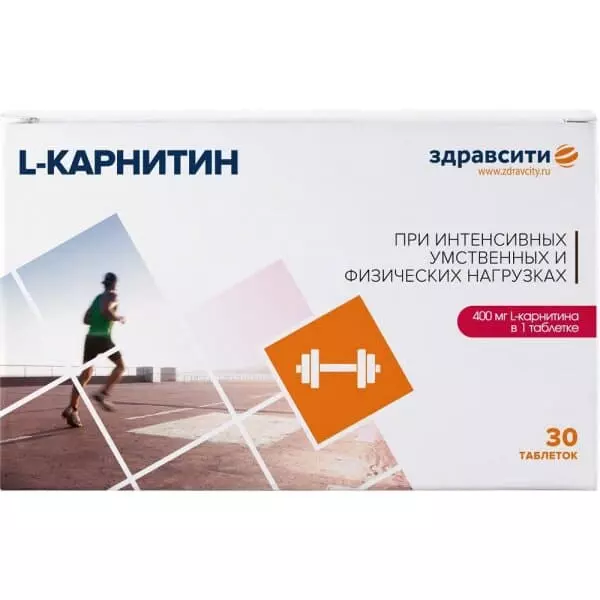 L-КАРНИТИН
здравсити
www.zdravcity.ru
ПРИ ИНТЕНСИВНЫХ
УМСТВЕННЫХ И
ФИЗИЧЕСКИХ НАГРУЗКАХ
400 мг L-карнитина
в 1 таблетке
30
ТАБЛЕТОК